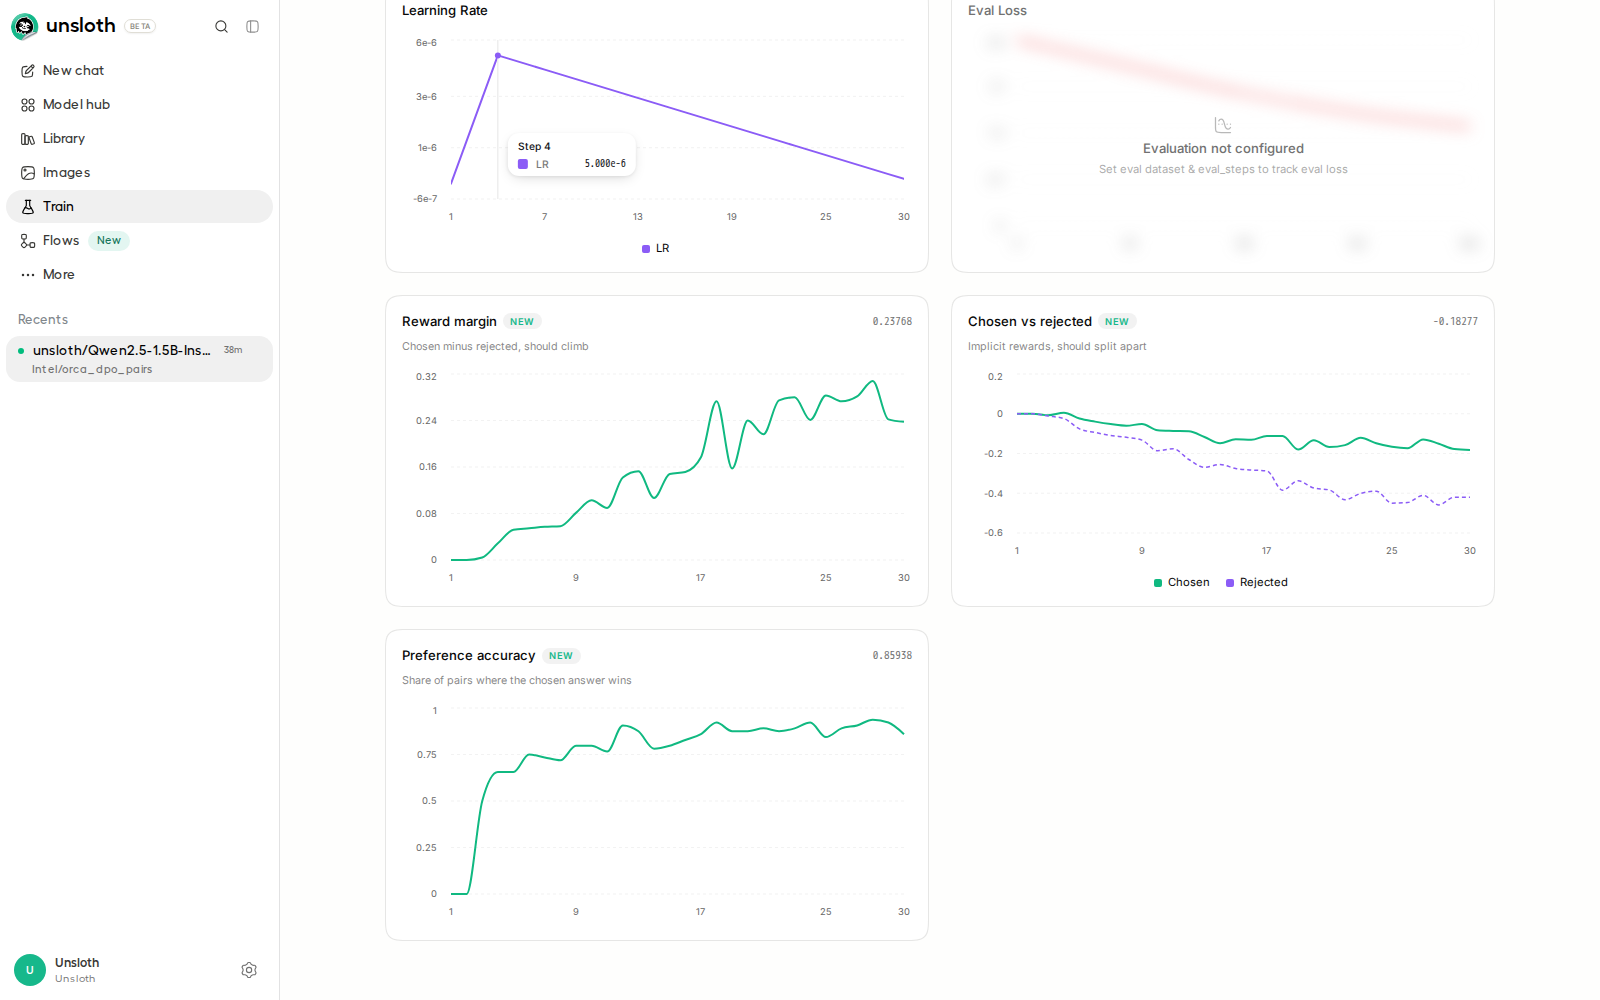 unsloth BETA
New chat
Model hub
Library
Images
Train
Flows New
More
Recents
unsloth/Qwen2.5-1.5B-Ins... 38m
Intel/orca_dpo_pairs
U
Unsloth
Unsloth
Learning Rate
6e-6
3e-6
1e-6
-6e-7
Step 4
LR 5.000e-6
1 7 13 19 25 30
LR
Eval Loss
Evaluation not configured
Set eval dataset & eval_steps to track eval loss
Reward margin NEW 0.23768
Chosen minus rejected, should climb
0.32
0.24
0.16
0.08
0
1 9 17 25 30
Chosen vs rejected NEW -0.18277
Implicit rewards, should split apart
0.2
0
-0.2
-0.4
-0.6
1 9 17 25 30
Chosen Rejected
Preference accuracy NEW 0.85938
Share of pairs where the chosen answer wins
1
0.75
0.5
0.25
0
1 9 17 25 30